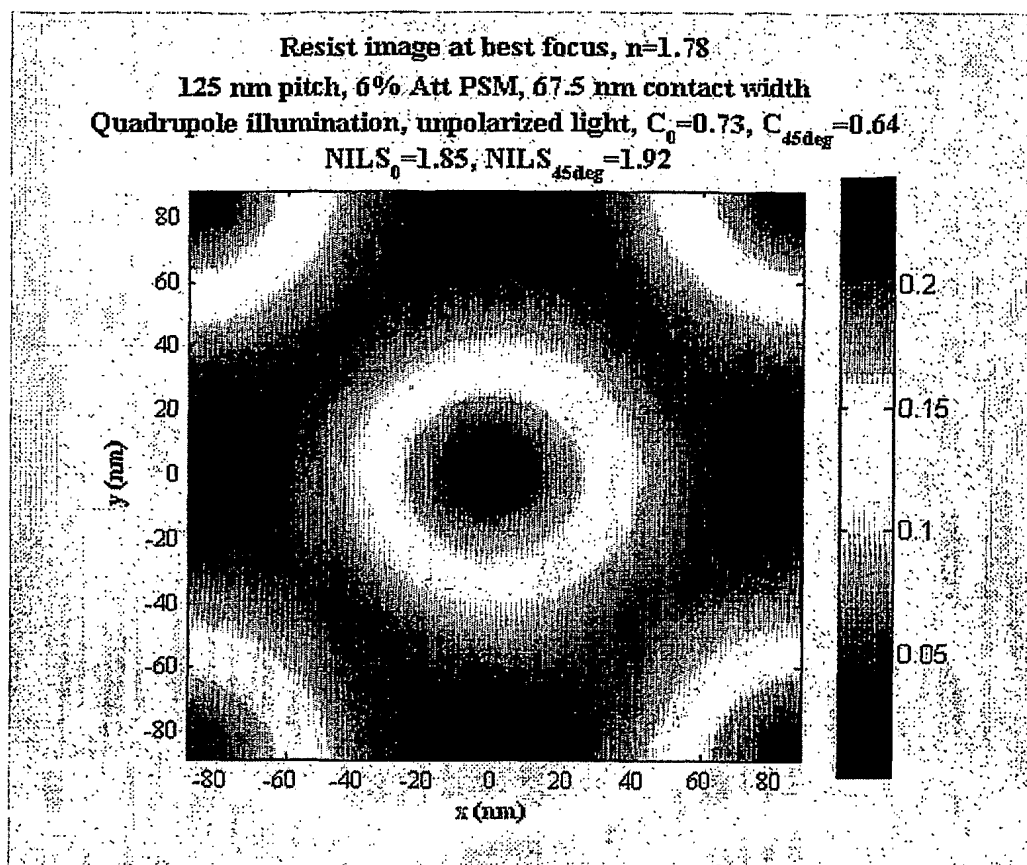 Resist image at best focus, n=1.78
125 nm pitch, 6% Att PSM, 67.5 nm contact width
Quadrupole illumination, unpolarized light, C0=0.73, C45deg=0.64
NILS0=1.85, NILS45deg=1.92
80
60
40
20
0
-20
-40
-60
-80
y (nm)
-80 -60 -40 -20 0 20 40 60 80
x (nm)
0.2
0.15
0.1
0.05